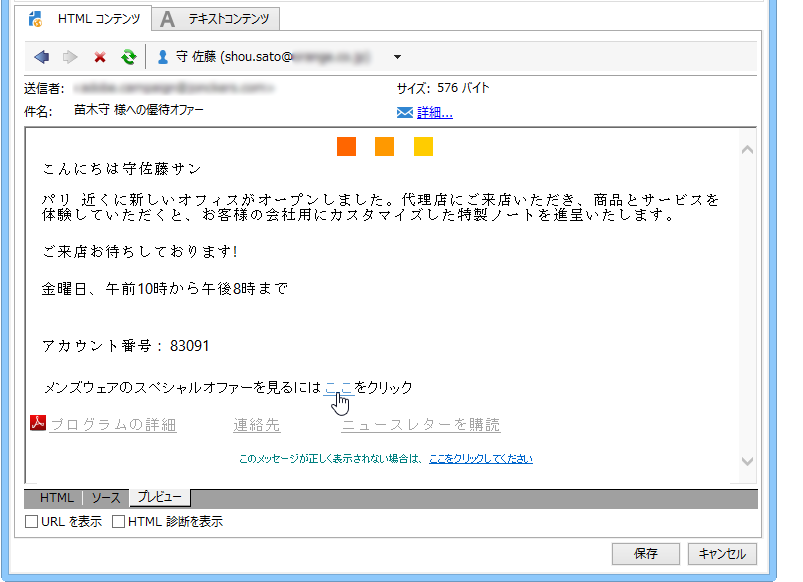 HTML コンテンツ テキストコンテンツ
守 佐藤 (shou.sato@
送信者: サイズ: 576 バイト
件名: 苗木守 様への優待オファー 詳細...
こんにちは守佐藤サン
パリ 近くに新しいオフィスがオープンしました。代理店にご来店いただき、商品とサービスを
体験していただくと、お客様の会社用にカスタマイズした特製ノートを進呈いたします。
ご来店お待ちしております!
金曜日、午前10時から午後8時まで
アカウント番号： 83091
メンズウェアのスペシャルオファーを見るには ここをクリック
プログラムの詳細 連絡先 ニュースレターを購読
このメッセージが正しく表示されない場合は、ここをクリックしてください
HTML ソース プレビュー
URL を表示 HTML 診断を表示
保存 キャンセル